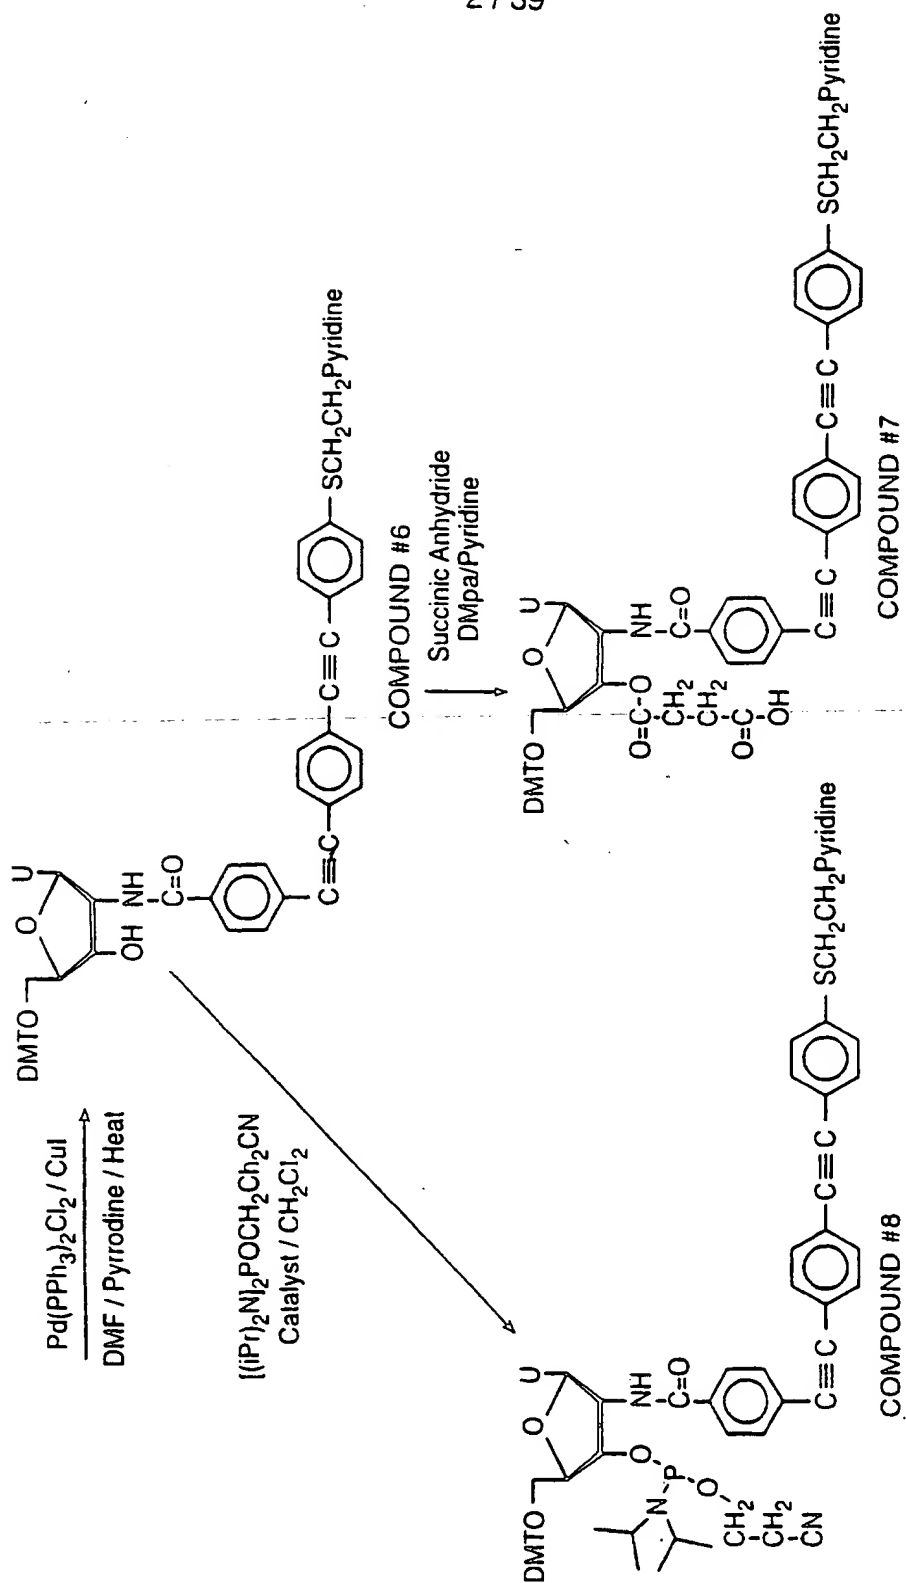 2 / 39
Pd(PPh3)2Cl2 / CuI
DMF / Pyrrodine / Heat
DMTO
O
U
OH
NH
C=O
C≡C
C≡C
SCH2CH2Pyridine
COMPOUND #6
[(iPr)2N]2POCH2Ch2CN
Catalyst / CH2Cl2
Succinic Anhydride
DMpa/Pyridine
DMTO
O
U
O
NH
P
N
O
CH2
CH2
CN
C=O
C≡C
C≡C
SCH2CH2Pyridine
COMPOUND #8
DMTO
O
U
O
NH
O=C
CH2
CH2
O=C
OH
C=O
C≡C
C≡C
SCH2CH2Pyridine
COMPOUND #7